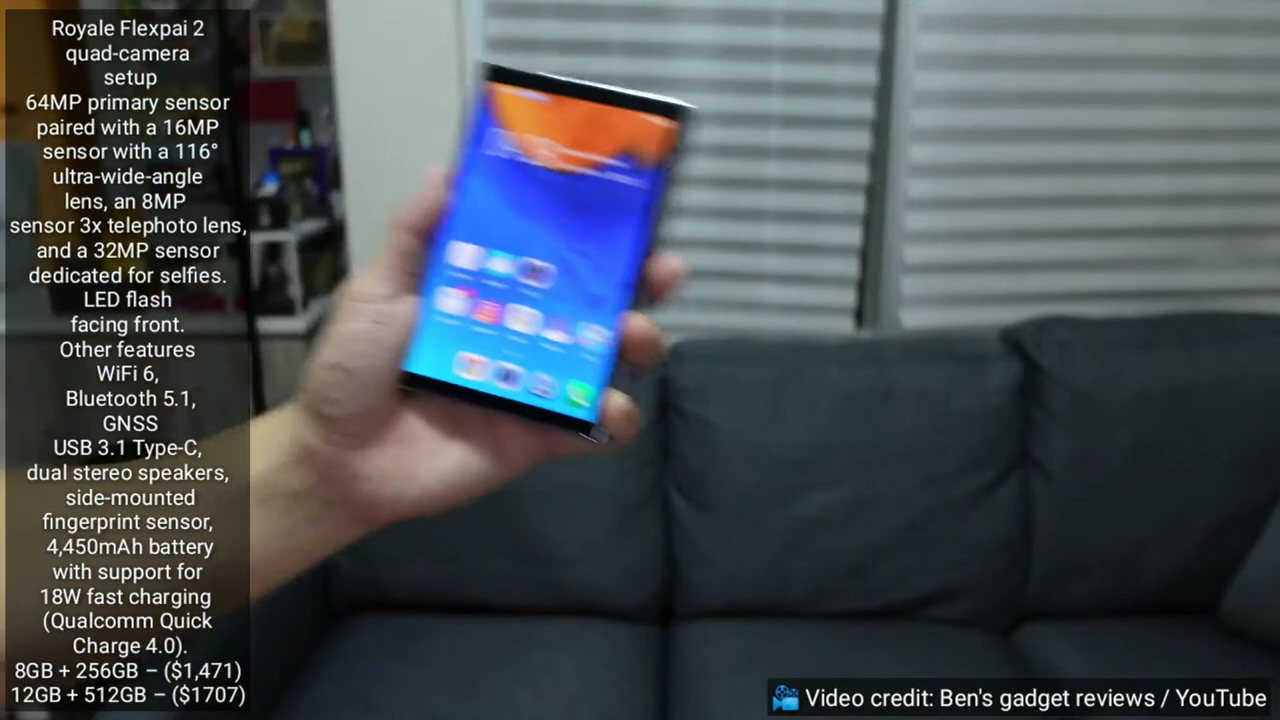 Royale Flexpai 2
quad-camera
setup
64MP primary sensor
paired with a 16MP
sensor with a 116°
ultra-wide-angle
lens, an 8MP
sensor 3x telephoto lens,
and a 32MP sensor
dedicated for selfies.
LED flash
facing front.
Other features
WiFi 6,
Bluetooth 5.1,
GNSS
USB 3.1 Type-C,
dual stereo speakers,
side-mounted
fingerprint sensor,
4,450mAh battery
with support for
18W fast charging
(Qualcomm Quick
Charge 4.0).
8GB + 256GB – ($1,471)
12GB + 512GB – ($1707)
Video credit: Ben's gadget reviews / YouTube